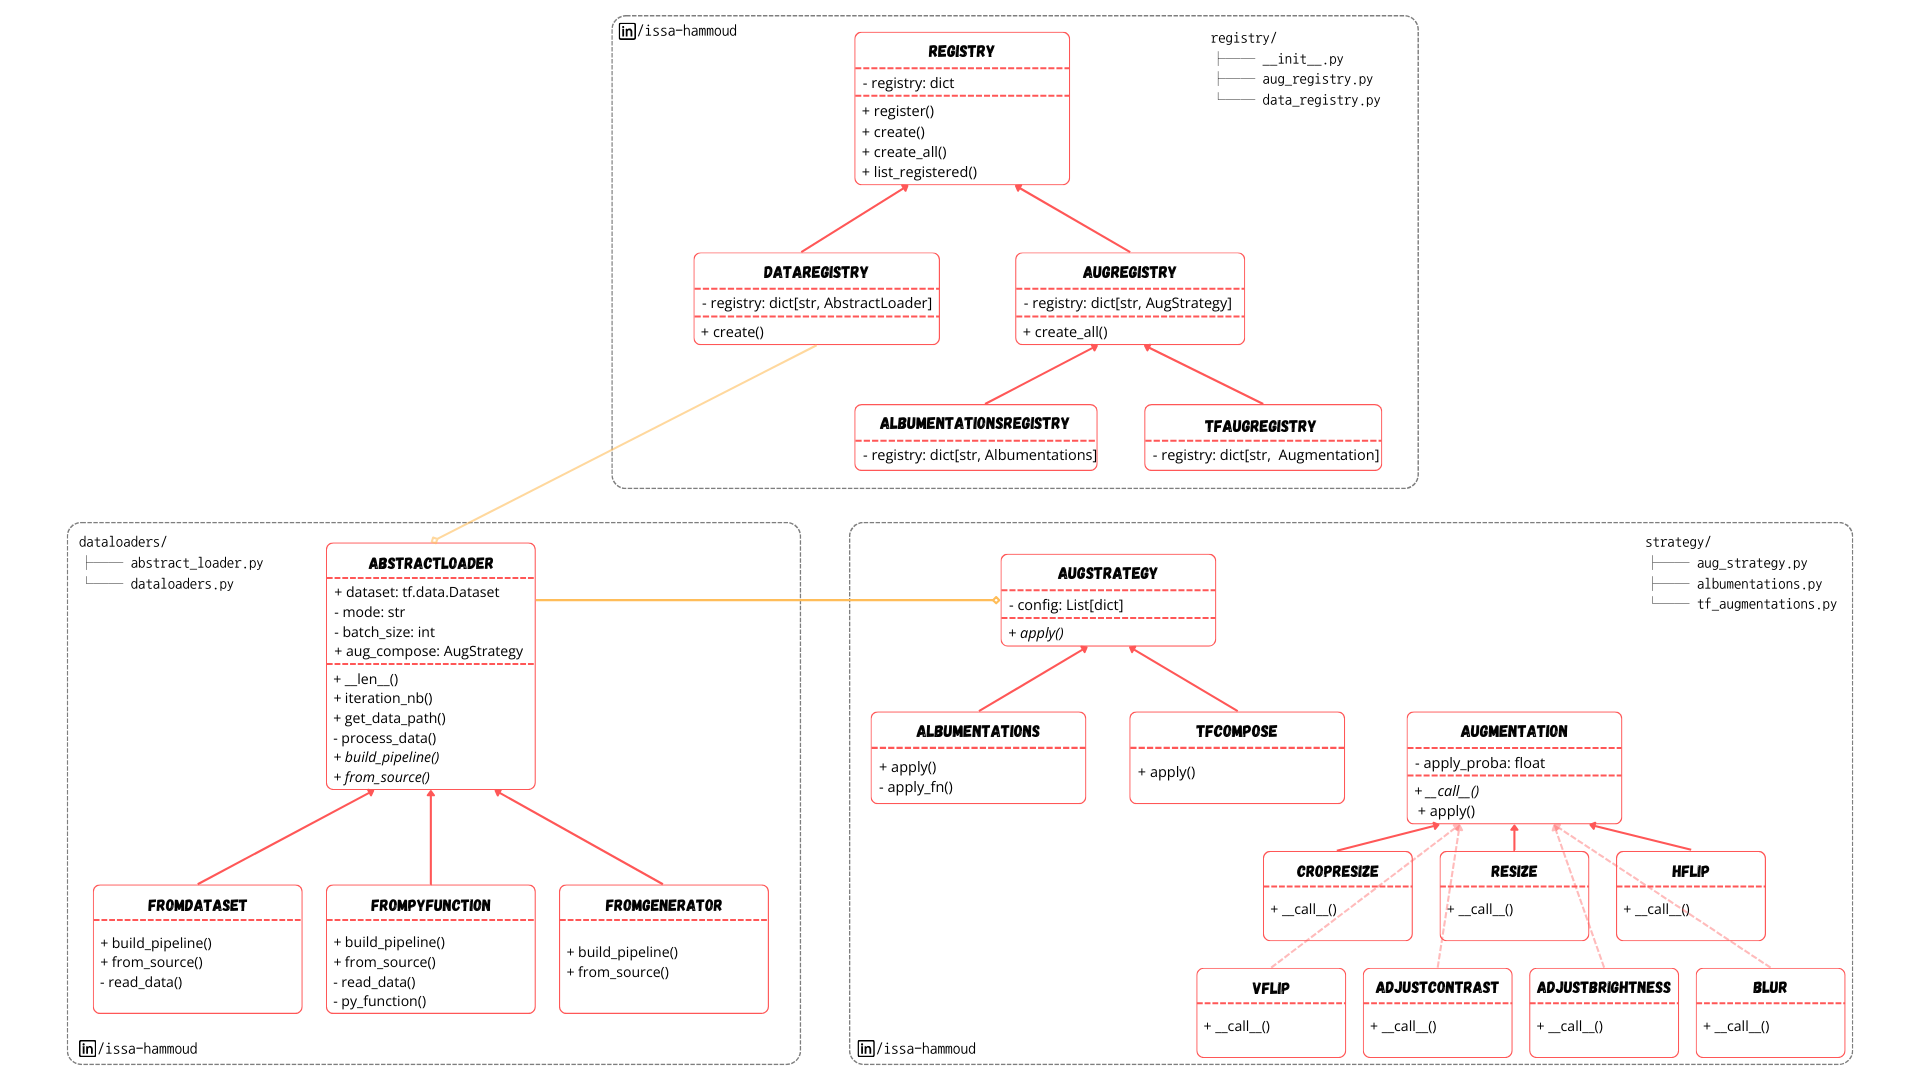 in /issa-hammoud
REGISTRY
- registry: dict
+ register()
+ create()
+ create_all()
+ list_registered()
registry/
__init__.py
aug_registry.py
data_registry.py
DATAREGISTRY
- registry: dict[str, AbstractLoader]
+ create()
AUGREGISTRY
- registry: dict[str, AugStrategy]
+ create_all()
ALBUMENTATIONSREGISTRY
- registry: dict[str, Albumentations]
TFAUGREGISTRY
- registry: dict[str, Augmentation]
dataloaders/
abstract_loader.py
dataloaders.py
ABSTRACTLOADER
+ dataset: tf.data.Dataset
- mode: str
- batch_size: int
+ aug_compose: AugStrategy
+ __len__()
+ iteration_nb()
+ get_data_path()
- process_data()
+ build_pipeline()
+ from_source()
FROMDATASET
+ build_pipeline()
+ from_source()
- read_data()
FROMPYFUNCTION
+ build_pipeline()
+ from_source()
- read_data()
- py_function()
FROMGENERATOR
+ build_pipeline()
+ from_source()
in /issa-hammoud
AUGSTRATEGY
- config: List[dict]
+ apply()
strategy/
aug_strategy.py
albumentations.py
tf_augmentations.py
ALBUMENTATIONS
+ apply()
- apply_fn()
TFCOMPOSE
+ apply()
AUGMENTATION
- apply_proba: float
+ __call__()
+ apply()
CROPRESIZE
+ __call__()
RESIZE
+ __call__()
HFLIP
+ __call__()
VFLIP
+ __call__()
ADJUSTCONTRAST
+ __call__()
ADJUSTBRIGHTNESS
+ __call__()
BLUR
+ __call__()
in /issa-hammoud